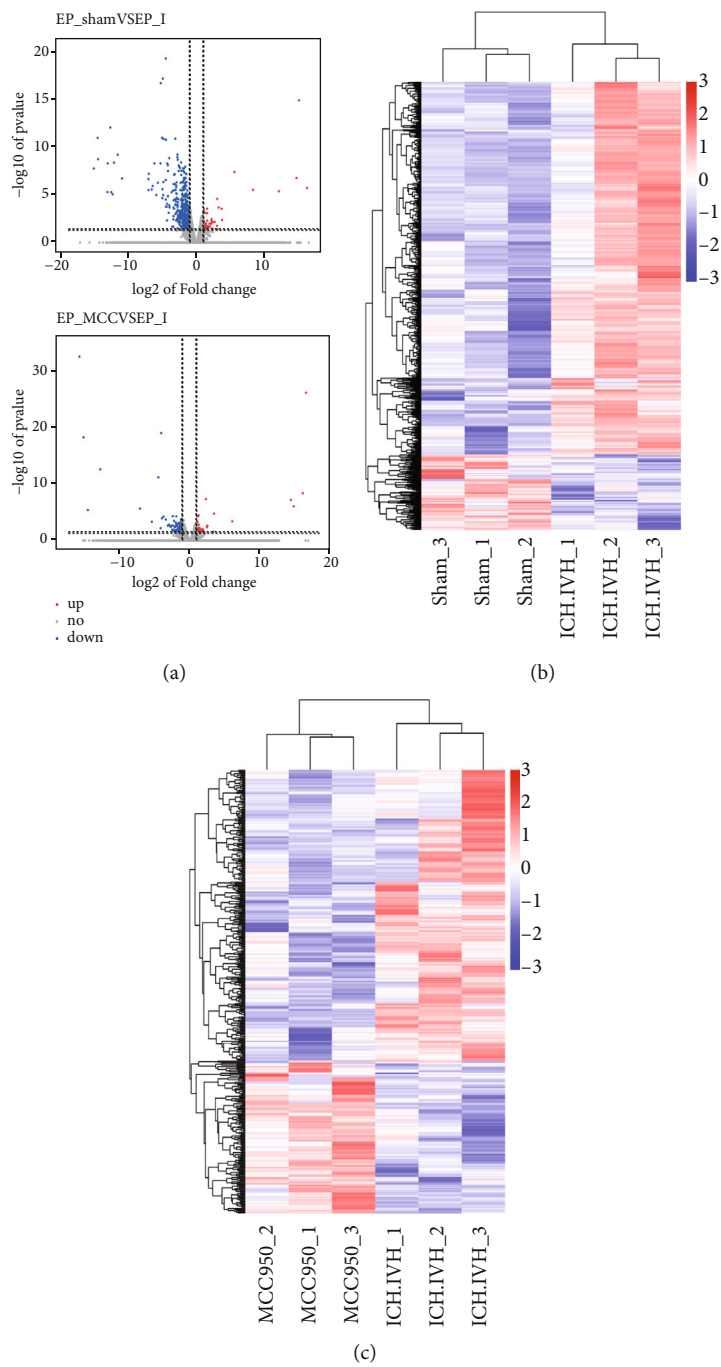 EP_shamVSEP_I
20
15
10
5
0
−log10 of pvalue
−20
−10
0
10
log2 of Fold change
EP_MCCVSEP_I
30
20
10
0
−log10 of pvalue
−10
0
10
20
log2 of Fold change
up
no
down
(a)
3
2
1
0
−1
−2
−3
Sham_3
Sham_1
Sham_2
ICH.IVH_1
ICH.IVH_2
ICH.IVH_3
(b)
3
2
1
0
−1
−2
−3
MCC950_2
MCC950_1
MCC950_3
ICH.IVH_1
ICH.IVH_2
ICH.IVH_3
(c)